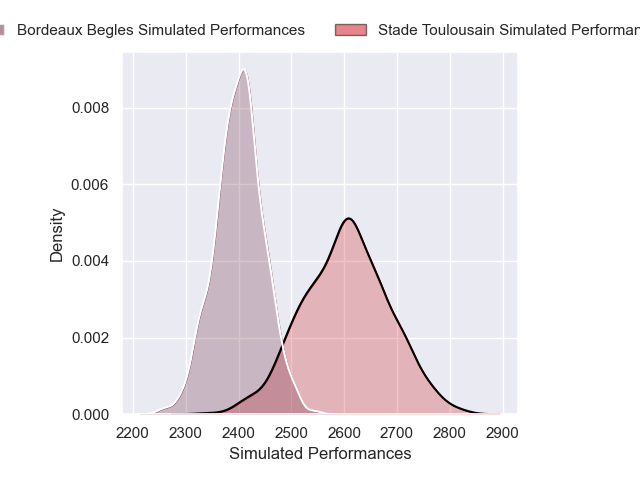 Bordeaux Begles Simulated Performances
Stade Toulousain Simulated Performan
Density
0.008
0.006
0.004
0.002
0.000
2200 2300 2400 2500 2600 2700 2800 2900
Simulated Performances